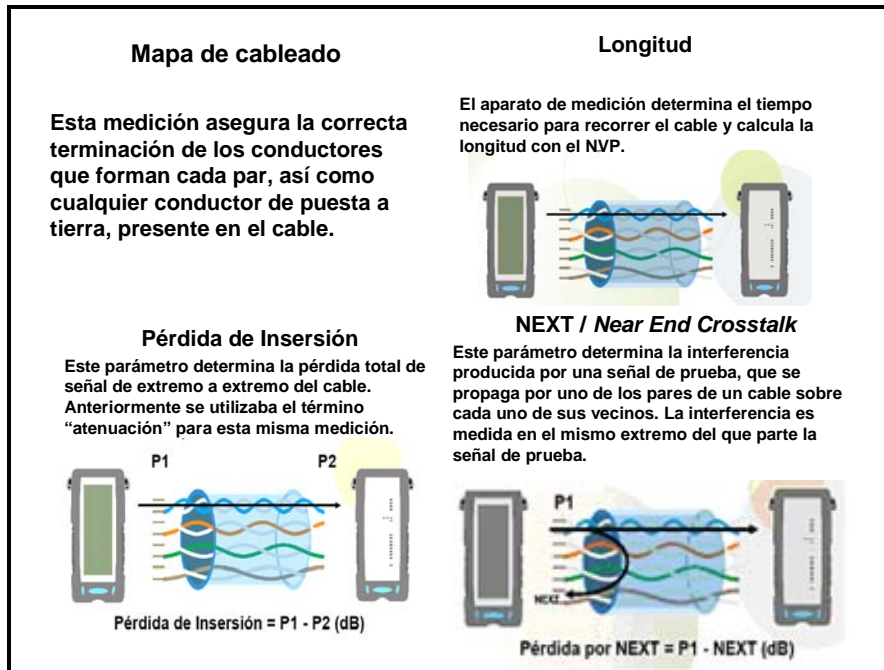 Mapa de cableado
Esta medición asegura la correcta
terminación de los conductores
que forman cada par, así como
cualquier conductor de puesta a
tierra, presente en el cable.
Longitud
El aparato de medición determina el tiempo
necesario para recorrer el cable y calcula la
longitud con el NVP.
Pérdida de Inserción
Este parámetro determina la pérdida total de
señal de extremo a extremo del cable.
Anteriormente se utilizaba el término
“atenuación” para esta misma medición.
P1 P2
Pérdida de Insersión = P1 - P2 (dB)
NEXT / Near End Crosstalk
Este parámetro determina la interferencia
producida por una señal de prueba, que se
propaga por uno de los pares de un cable sobre
cada uno de sus vecinos. La interferencia es
medida en el mismo extremo del que parte la
señal de prueba.
P1
NEXT
Pérdida por NEXT = P1 - NEXT (dB)